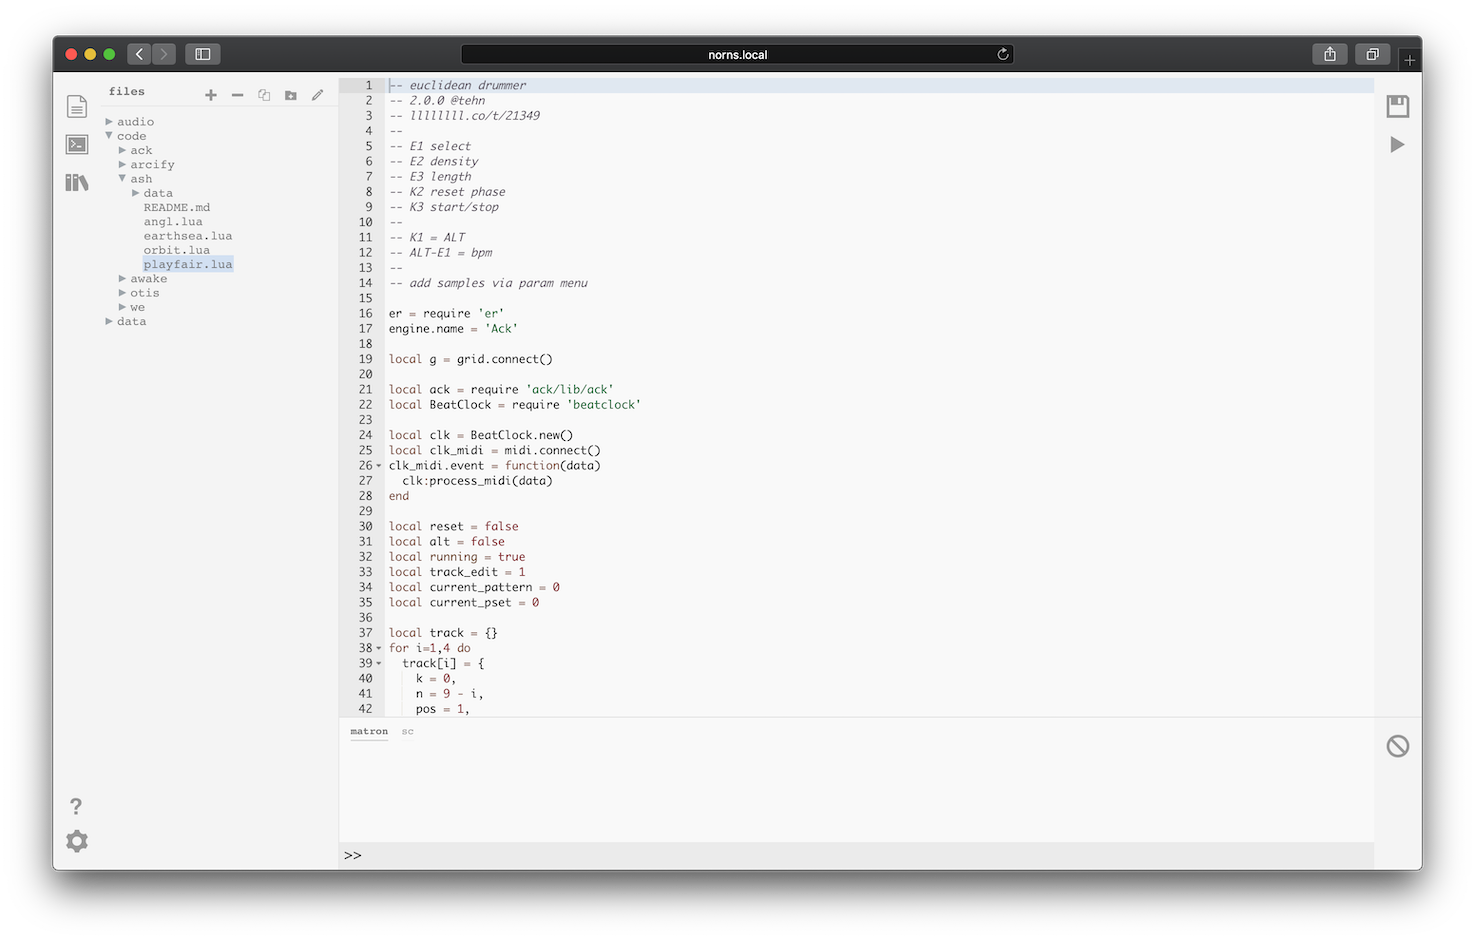 norns.local
files
audio
code
ack
arcify
ash
data
README.md
angl.lua
earthsea.lua
orbit.lua
playfair.lua
awake
otis
we
data
?
1 -- euclidean drummer
2 -- 2.0.0 @tehn
3 -- llllllll.co/t/21349
4 --
5 -- E1 select
6 -- E2 density
7 -- E3 length
8 -- K2 reset phase
9 -- K3 start/stop
10 --
11 -- K1 = ALT
12 -- ALT-E1 = bpm
13 --
14 -- add samples via param menu
15
16 er = require 'er'
17 engine.name = 'Ack'
18
19 local g = grid.connect()
20
21 local ack = require 'ack/lib/ack'
22 local BeatClock = require 'beatclock'
23
24 local clk = BeatClock.new()
25 local clk_midi = midi.connect()
26 clk_midi.event = function(data)
27 clk:process_midi(data)
28 end
29
30 local reset = false
31 local alt = false
32 local running = true
33 local track_edit = 1
34 local current_pattern = 0
35 local current_pset = 0
36
37 local track = {}
38 for i=1,4 do
39 track[i] = {
40 k = 0,
41 n = 9 - i,
42 pos = 1,
matron sc
>>